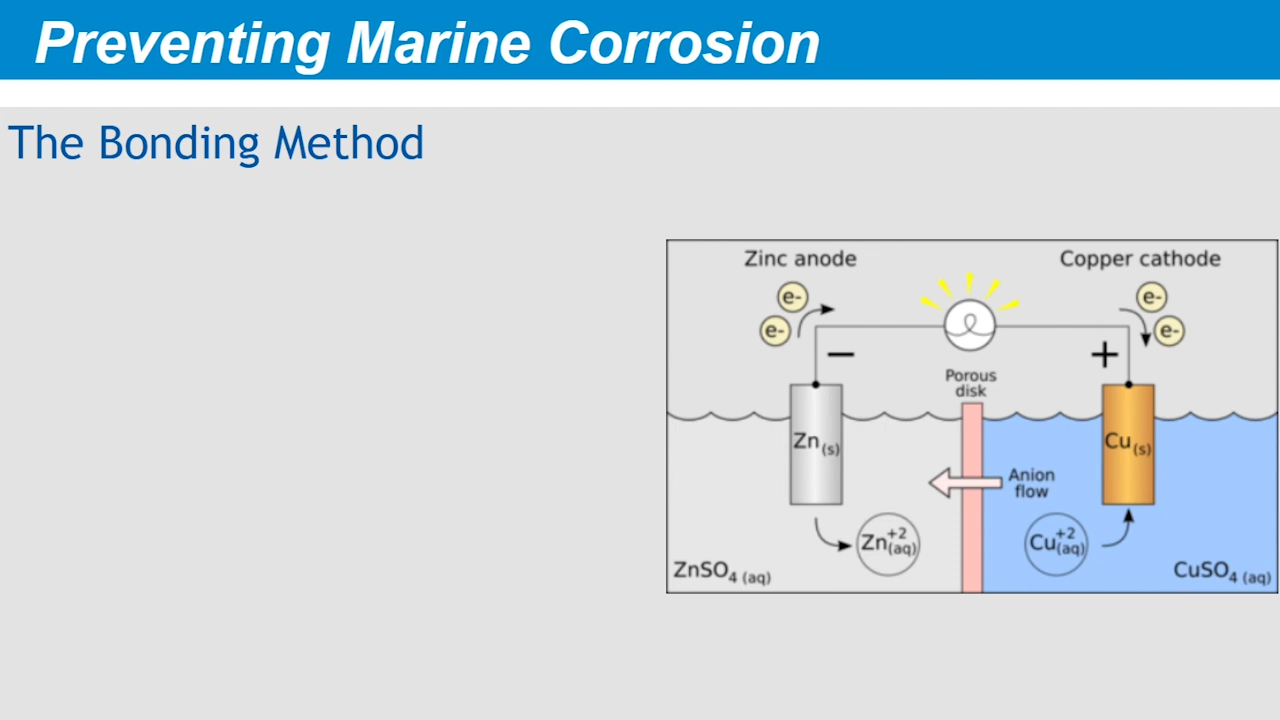 Preventing Marine Corrosion
The Bonding Method
Zinc anode
Copper cathode
e-
e-
e-
e-
−
+
Porous
disk
Zn(s)
Cu(s)
Anion
flow
Zn+2(aq)
Cu+2(aq)
ZnSO4 (aq)
CuSO4 (aq)